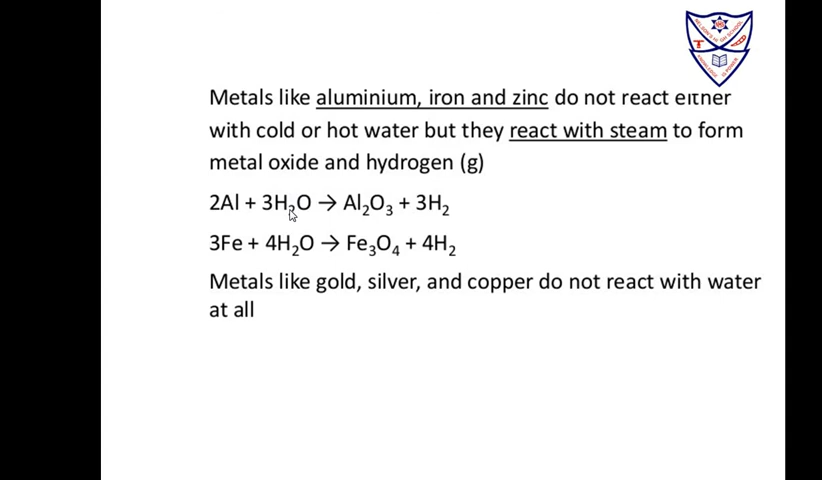 Metals like aluminium, iron and zinc do not react either
with cold or hot water but they react with steam to form
metal oxide and hydrogen (g)
2Al + 3H₂O → Al₂O₃ + 3H₂
3Fe + 4H₂O → Fe₃O₄ + 4H₂
Metals like gold, silver, and copper do not react with water
at all